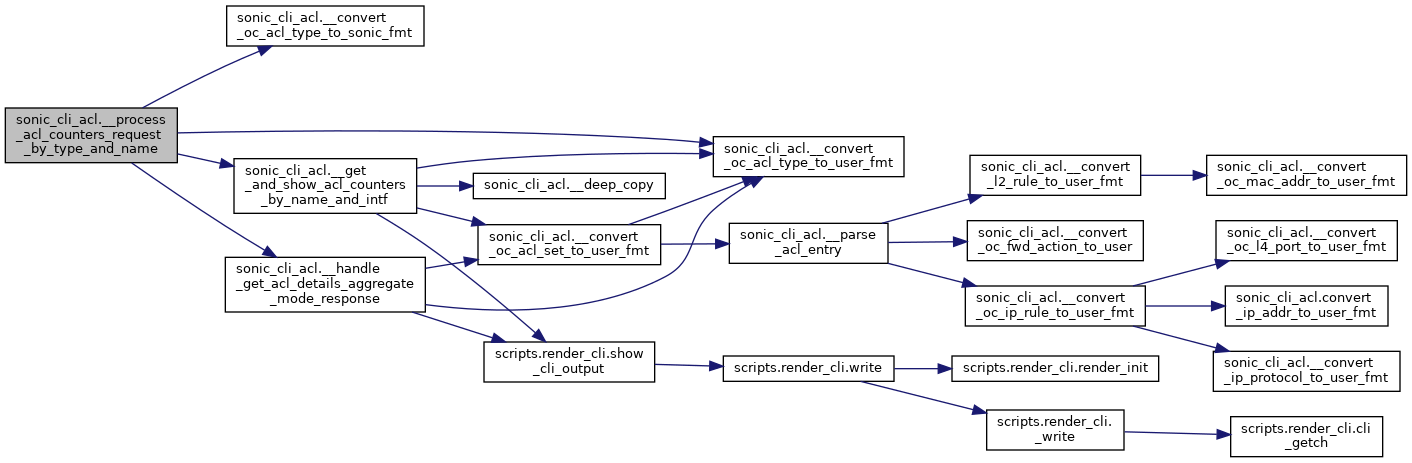 sonic_cli_acl.__convert
_oc_acl_type_to_sonic_fmt
sonic_cli_acl.__process
_acl_counters_request
_by_type_and_name
sonic_cli_acl.__get
_and_show_acl_counters
_by_name_and_intf
sonic_cli_acl.__handle
_get_acl_details_aggregate
_mode_response
sonic_cli_acl.__deep_copy
sonic_cli_acl.__convert
_oc_acl_set_to_user_fmt
scripts.render_cli.show
_cli_output
sonic_cli_acl.__convert
_oc_acl_type_to_user_fmt
sonic_cli_acl.__parse
_acl_entry
scripts.render_cli.write
sonic_cli_acl.__convert
_l2_rule_to_user_fmt
sonic_cli_acl.__convert
_oc_fwd_action_to_user
sonic_cli_acl.__convert
_oc_ip_rule_to_user_fmt
scripts.render_cli.render_init
scripts.render_cli.
_write
sonic_cli_acl.__convert
_oc_mac_addr_to_user_fmt
sonic_cli_acl.__convert
_oc_l4_port_to_user_fmt
sonic_cli_acl.convert
_ip_addr_to_user_fmt
sonic_cli_acl.__convert
_ip_protocol_to_user_fmt
scripts.render_cli.cli
_getch